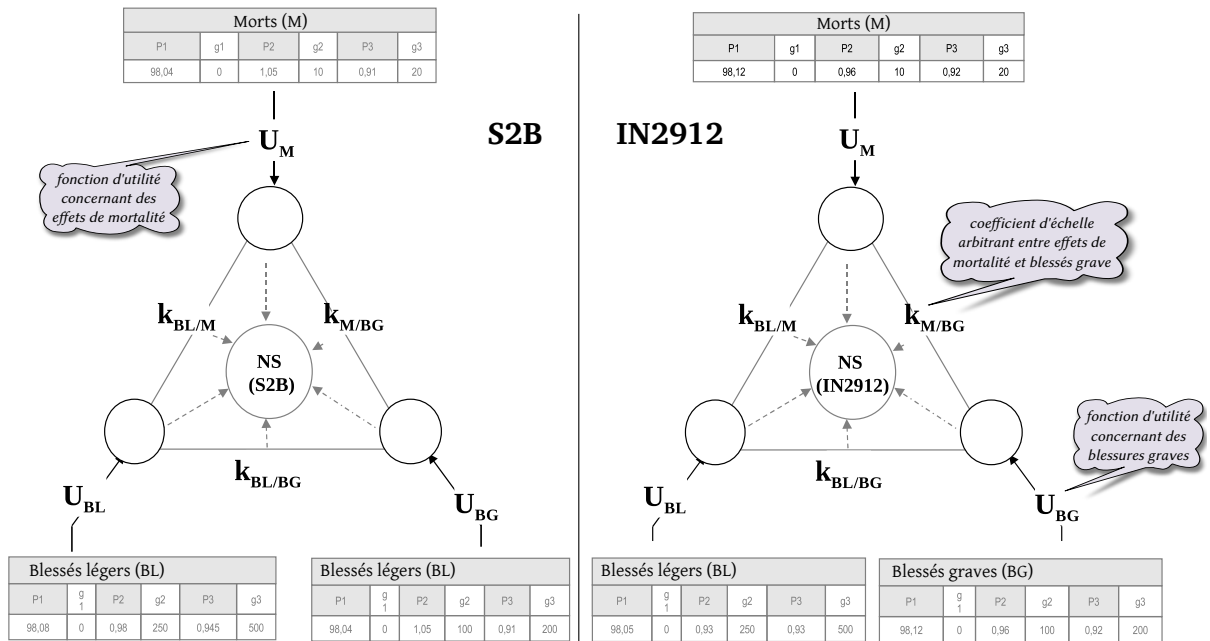 Morts (M)
P1 g1 P2 g2 P3 g3
98,04 0 1,05 10 0,91 20
S2B
U_M
fonction d'utilité
concernant des
effets de mortalité
k_BL/M
k_M/BG
NS
(S2B)
k_BL/BG
U_BL
U_BG
Blessés légers (BL)
P1 g1 P2 g2 P3 g3
98,08 0 0,98 250 0,945 500
Blessés légers (BL)
P1 g1 P2 g2 P3 g3
98,04 0 1,05 100 0,91 200
Morts (M)
P1 g1 P2 g2 P3 g3
98,12 0 0,96 10 0,92 20
IN2912
U_M
coefficient d'échelle
arbitrant entre effets de
mortalité et blessés grave
k_BL/M
k_M/BG
NS
(IN2912)
fonction d'utilité
concernant des
blessures graves
k_BL/BG
U_BL
U_BG
Blessés légers (BL)
P1 g1 P2 g2 P3 g3
98,05 0 0,93 250 0,93 500
Blessés graves (BG)
P1 g1 P2 g2 P3 g3
98,12 0 0,96 100 0,92 200